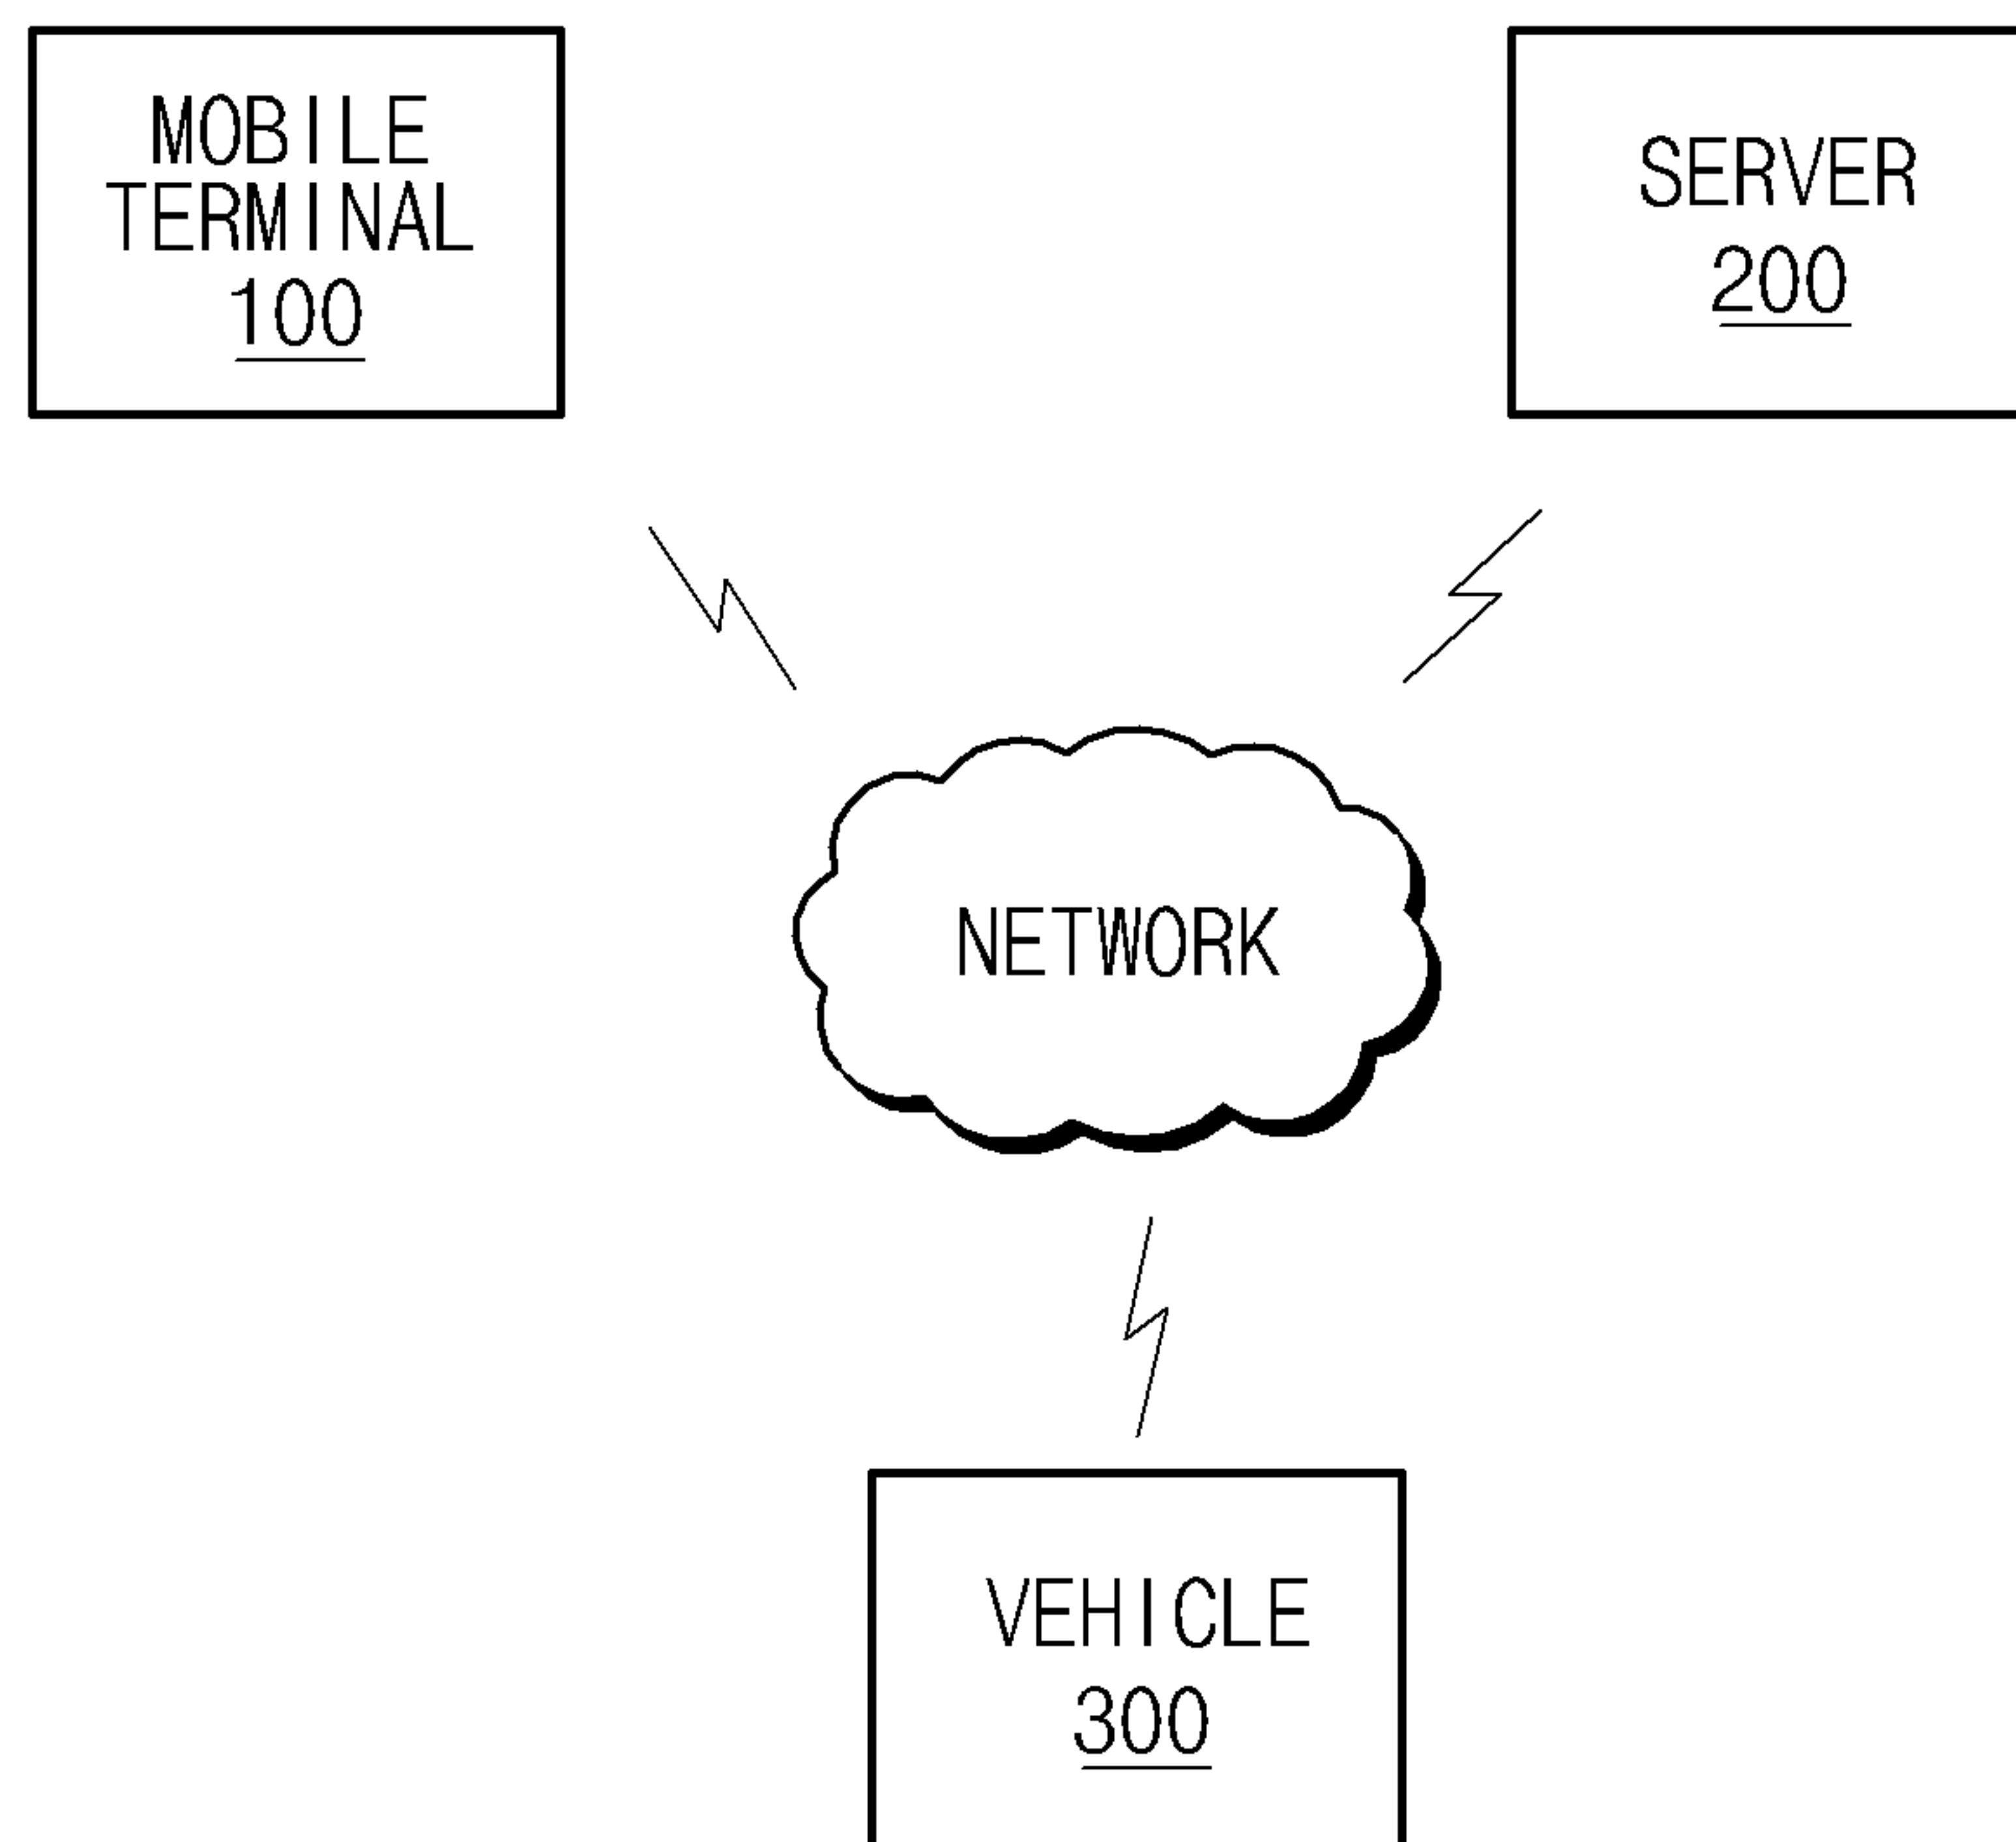 MOBILE
TERMINAL
100
SERVER
200
NETWORK
VEHICLE
300